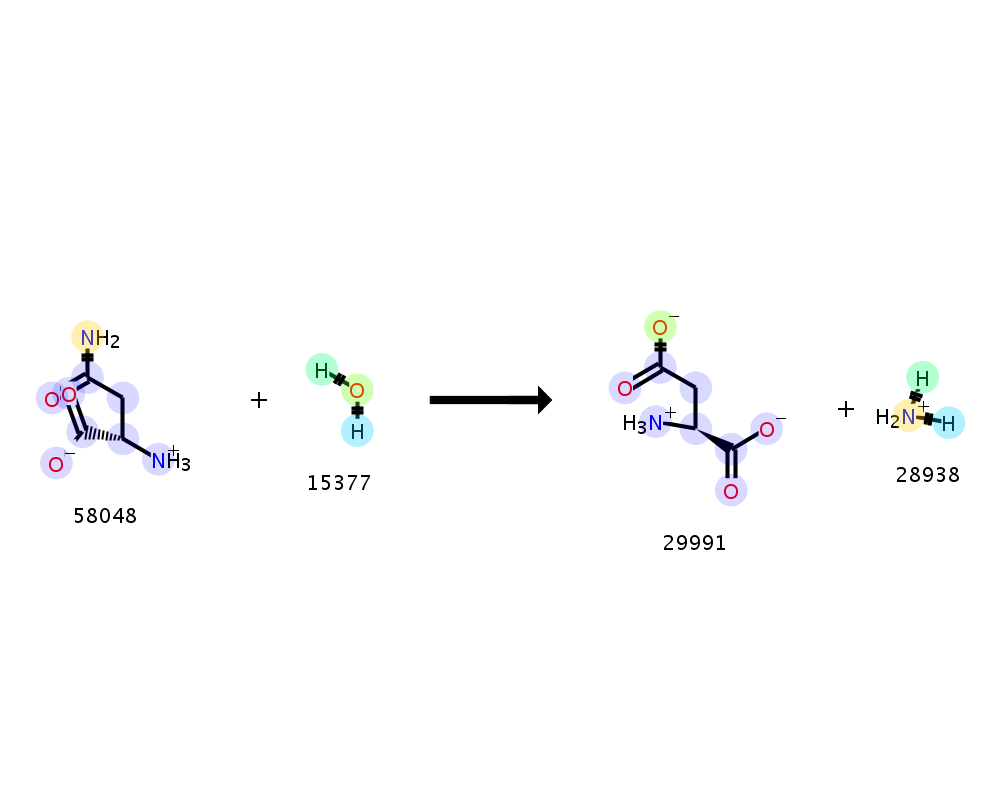 NH2
O
O
O−
NH3+
58048
+
H
O
H
15377
O−
O
H3N+
O−
O
29991
+
H
H2N+
H
28938